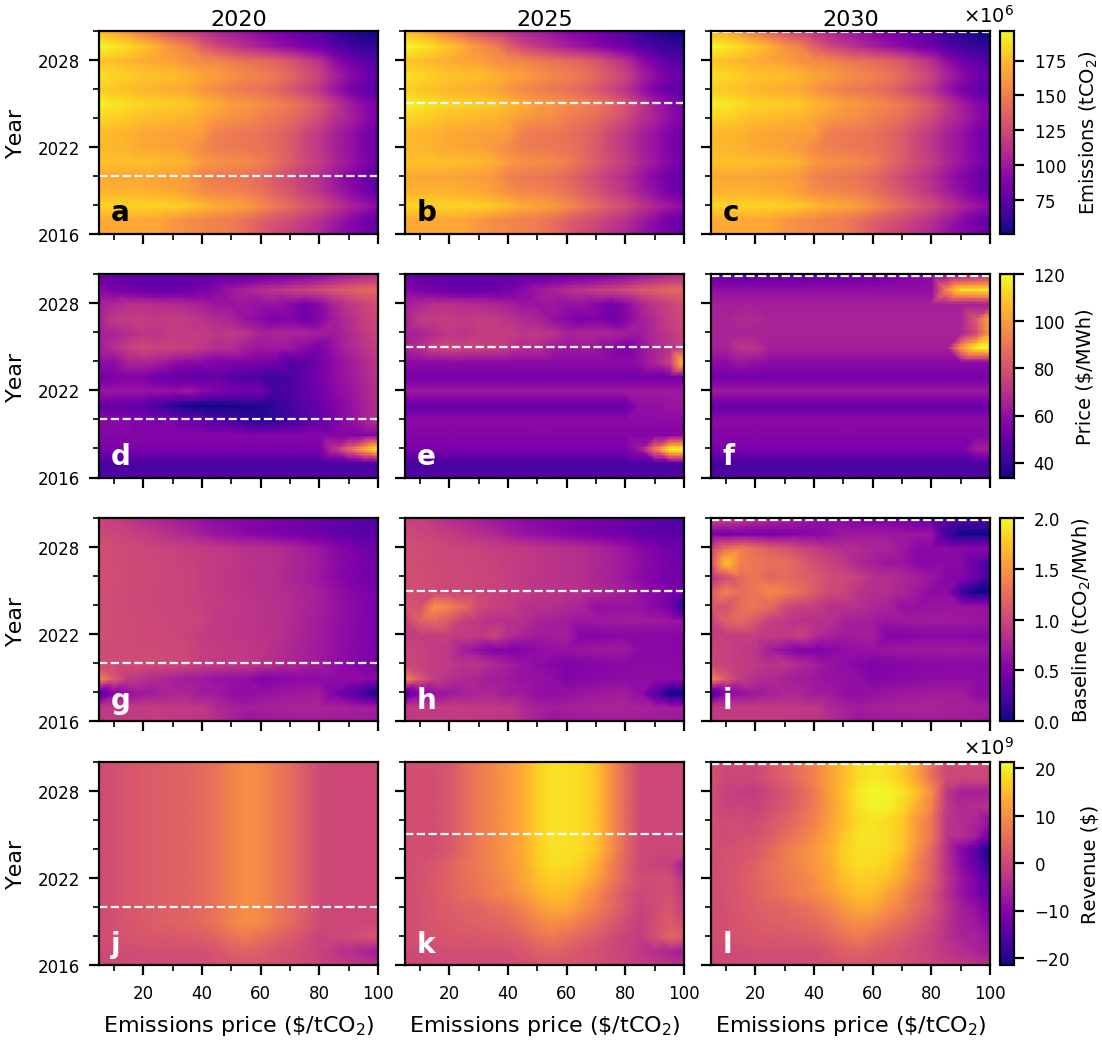 2020 2025 2030 ×10⁶
2028
2022
2016
Year
a b c
175
150
125
100
75
Emissions (tCO₂)
2028
2022
2016
Year
d e f
120
100
80
60
40
Price ($/MWh)
2028
2022
2016
Year
g h i
2.0
1.5
1.0
0.5
0.0
Baseline (tCO₂/MWh)
×10⁹
2028
2022
2016
Year
j k l
20
10
0
−10
−20
Revenue ($)
20 40 60 80 100 20 40 60 80 100 20 40 60 80 100
Emissions price ($/tCO₂) Emissions price ($/tCO₂) Emissions price ($/tCO₂)